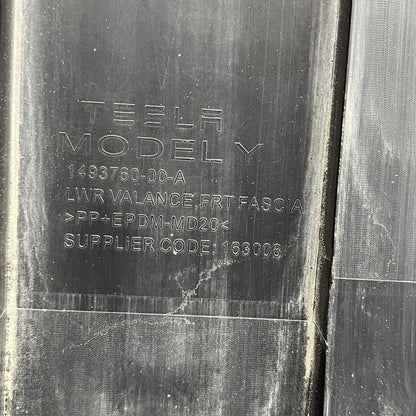 TESLA
MODEL Y
1493760-00-A
LWR VALANCE, FRT FASCIA
>PP+EPDM-MD20<
SUPPLIER CODE: 163008